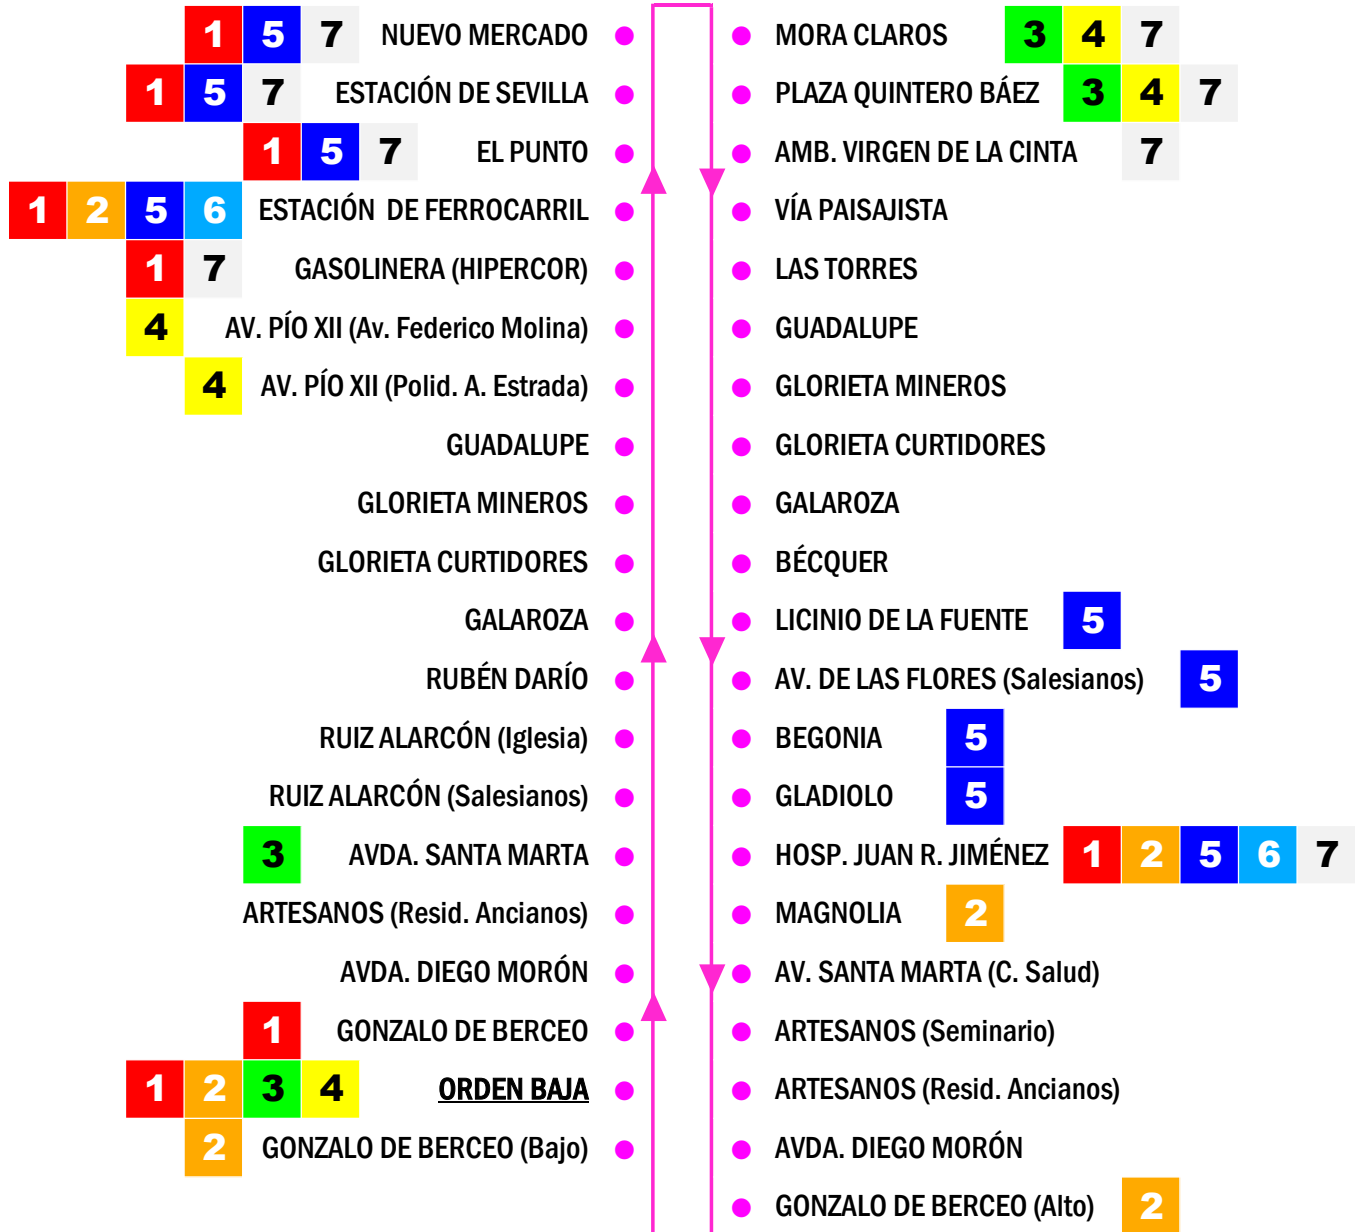 1 5 7 NUEVO MERCADO
1 5 7 ESTACIÓN DE SEVILLA
1 5 7 EL PUNTO
1 2 5 6 ESTACIÓN DE FERROCARRIL
1 7 GASOLINERA (HIPERCOR)
4 AV. PÍO XII (Av. Federico Molina)
4 AV. PÍO XII (Polid. A. Estrada)
GUADALUPE
GLORIETA MINEROS
GLORIETA CURTIDORES
GALAROZA
RUBÉN DARÍO
RUIZ ALARCÓN (Iglesia)
RUIZ ALARCÓN (Salesianos)
3 AVDA. SANTA MARTA
ARTESANOS (Resid. Ancianos)
AVDA. DIEGO MORÓN
1 GONZALO DE BERCEO
1 2 3 4 ORDEN BAJA
2 GONZALO DE BERCEO (Bajo)
MORA CLAROS 3 4 7
PLAZA QUINTERO BÁEZ 3 4 7
AMB. VIRGEN DE LA CINTA 7
VÍA PAISAJISTA
LAS TORRES
GUADALUPE
GLORIETA MINEROS
GLORIETA CURTIDORES
GALAROZA
BÉCQUER
LICINIO DE LA FUENTE 5
AV. DE LAS FLORES (Salesianos) 5
BEGONIA 5
GLADIOLO 5
HOSP. JUAN R. JIMÉNEZ 1 2 5 6 7
MAGNOLIA 2
AV. SANTA MARTA (C. Salud)
ARTESANOS (Seminario)
ARTESANOS (Resid. Ancianos)
AVDA. DIEGO MORÓN
GONZALO DE BERCEO (Alto) 2